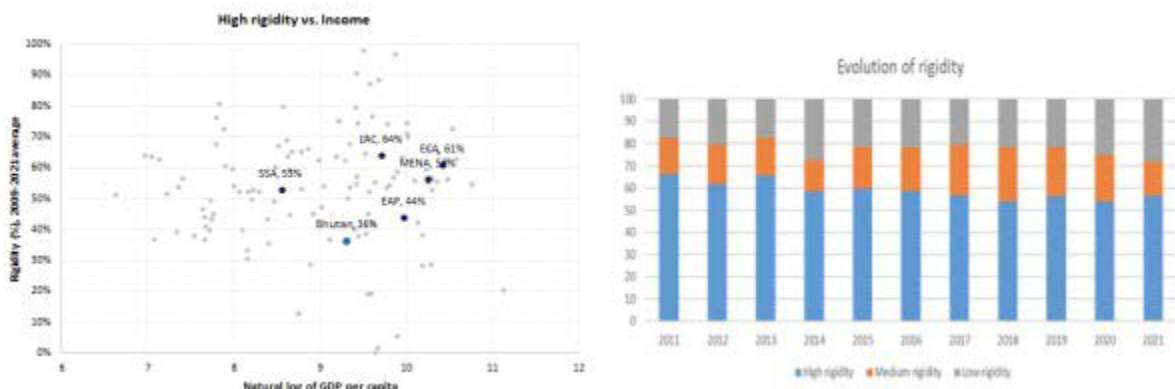 High rigidity vs. Income
Rigidity (%), 2009-2021 average
100%
90%
80%
70%
60%
50%
40%
30%
20%
10%
0%
LAC, 64%
ECA, 61%
MENA,
SSA, 53%
EAP, 44%
Bhutan, 36%
6 7 8 9 10 11 12
Natural log of GDP per capita
Evolution of rigidity
100
90
80
70
60
50
40
30
20
10
0
2011 2012 2013 2014 2015 2016 2017 2018 2019 2020 2021
High rigidity Medium rigidity Low rigidity